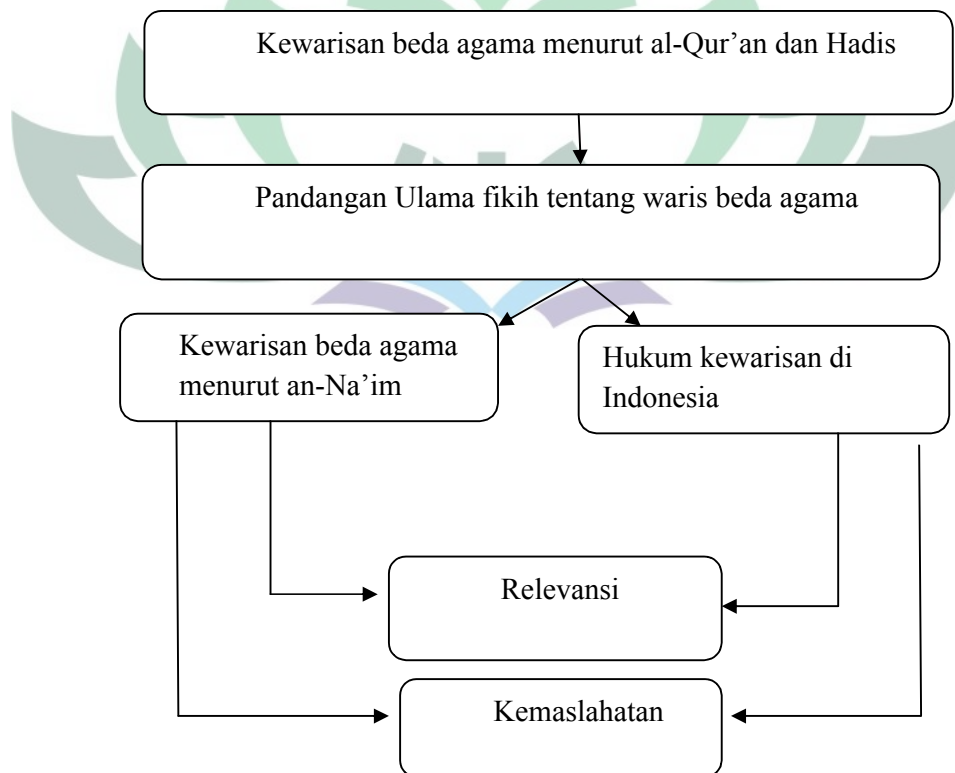 Kewarisan beda agama menurut al-Qur’an dan Hadis
Pandangan Ulama fikih tentang waris beda agama
Kewarisan beda agama
menurut an-Na’im
Hukum kewarisan di
Indonesia
Relevansi
Kemaslahatan